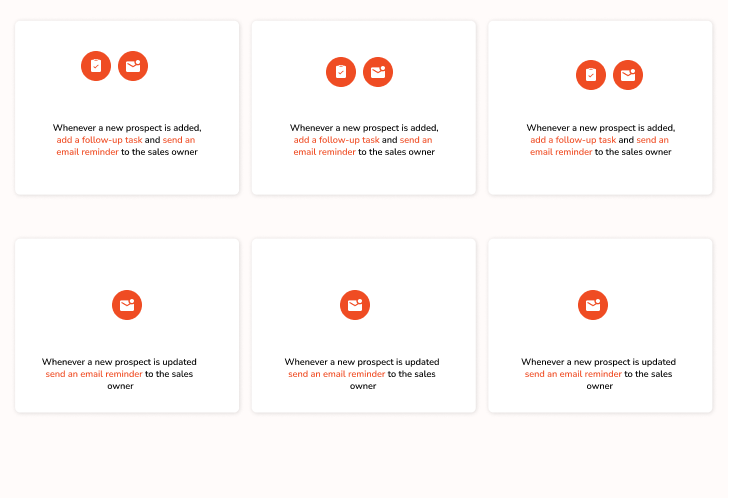 Whenever a new prospect is added,
add a follow-up task and send an
email reminder to the sales owner
Whenever a new prospect is added,
add a follow-up task and send an
email reminder to the sales owner
Whenever a new prospect is added,
add a follow-up task and send an
email reminder to the sales owner
Whenever a new prospect is updated
send an email reminder to the sales
owner
Whenever a new prospect is updated
send an email reminder to the sales
owner
Whenever a new prospect is updated
send an email reminder to the sales
owner